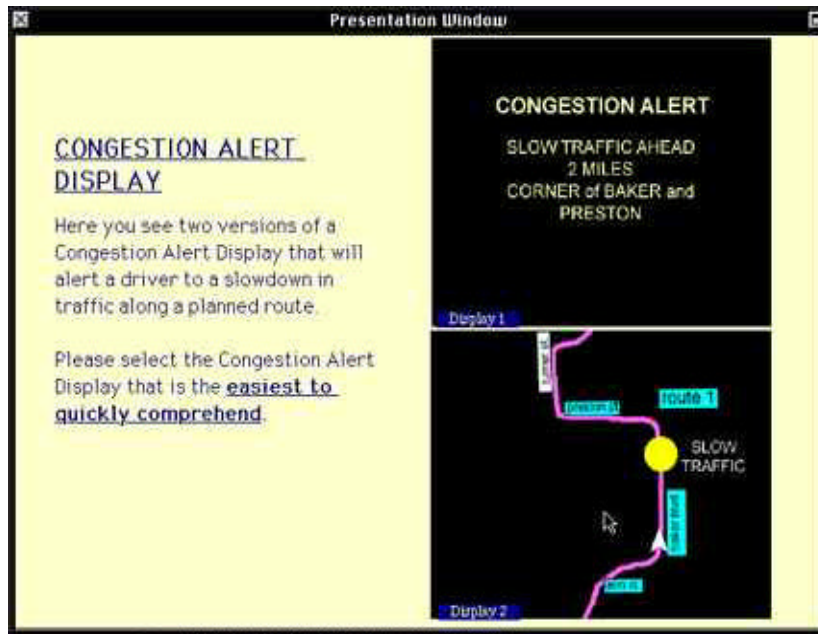 Presentation Window
CONGESTION ALERT
DISPLAY
Here you see two versions of a
Congestion Alert Display that will
alert a driver to a slowdown in
traffic along a planned route.
Please select the Congestion Alert
Display that is the easiest to
quickly comprehend.
CONGESTION ALERT
SLOW TRAFFIC AHEAD
2 MILES
CORNER of BAKER and
PRESTON
Display 1
preston pl
route 1
SLOW
TRAFFIC
Display 2